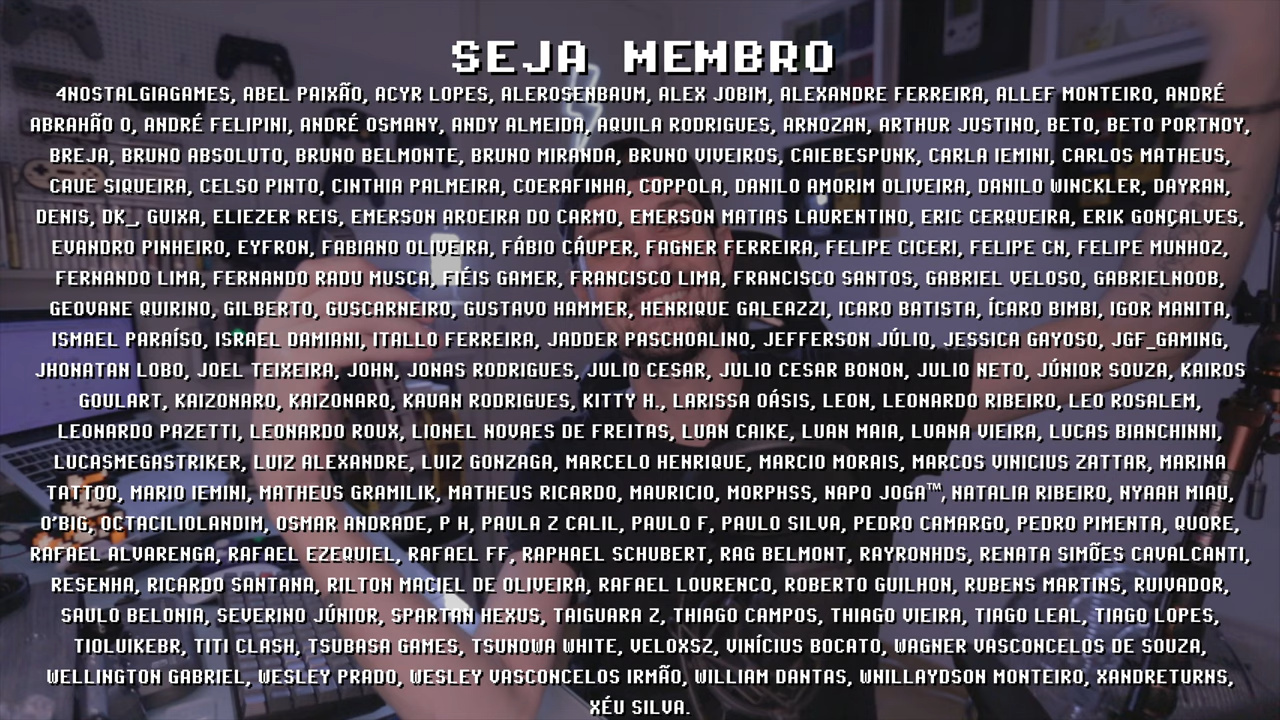 SEJA MEMBRO
4NOSTALGIAGAMES, ABEL PAIXÃO, ACYR LOPES, ALEROSENBAUM, ALEX JOBIM, ALEXANDRE FERREIRA, ALLEF MONTEIRO, ANDRÉ
ABRAHÃO O, ANDRÉ FELIPINI, ANDRÉ OSMANY, ANDY ALMEIDA, AQUILA RODRIGUES, ARNOZAN, ARTHUR JUSTINO, BETO, BETO PORTNOY,
BREJA, BRUNO ABSOLUTO, BRUNO BELMONTE, BRUNO MIRANDA, BRUNO VIVEIROS, CAIEBESPUNK, CARLA IEMINI, CARLOS MATHEUS,
CAUE SIQUEIRA, CELSO PINTO, CINTHIA PALMEIRA, COERAFINHA, COPPOLA, DANILO AMORIM OLIVEIRA, DANILO WINCKLER, DAYRAN,
DENIS, DK_, GUIXA, ELIEZER REIS, EMERSON AROEIRA DO CARMO, EMERSON MATIAS LAURENTINO, ERIC CERQUEIRA, ERIK GONÇALVES,
EVANDRO PINHEIRO, EYFRON, FABIANO OLIVEIRA, FÁBIO CÁUPER, FAGNER FERREIRA, FELIPE CICERI, FELIPE CN, FELIPE MUNHOZ,
FERNANDO LIMA, FERNANDO RADU MUSCA, FIÉIS GAMER, FRANCISCO LIMA, FRANCISCO SANTOS, GABRIEL VELOSO, GABRIELNOOB,
GEOVANE QUIRINO, GILBERTO, GUSCARNEIRO, GUSTAVO HAMMER, HENRIQUE GALEAZZI, ICARO BATISTA, ÍCARO BIMBI, IGOR MANITA,
ISMAEL PARAÍSO, ISRAEL DAMIANI, ITALLO FERREIRA, JADDER PASCHOALINO, JEFFERSON JÚLIO, JESSICA GAYOSO, JGF_GAMING,
JHONATAN LOBO, JOEL TEIXEIRA, JOHN, JONAS RODRIGUES, JULIO CESAR, JULIO CESAR BONON, JULIO NETO, JÚNIOR SOUZA, KAIROS
GOULART, KAIZONARO, KAIZONARO, KAUAN RODRIGUES, KITTY H., LARISSA OÁSIS, LEON, LEONARDO RIBEIRO, LEO ROSALEM,
LEONARDO PAZETTI, LEONARDO ROUX, LIONEL NOVAES DE FREITAS, LUAN CAIKE, LUAN MAIA, LUANA VIEIRA, LUCAS BIANCHINNI,
LUCASMEGASTRIKER, LUIZ ALEXANDRE, LUIZ GONZAGA, MARCELO HENRIQUE, MARCIO MORAIS, MARCOS VINICIUS ZATTAR, MARINA
TATTOO, MARIO IEMINI, MATHEUS GRAMILIK, MATHEUS RICARDO, MAURICIO, MORPHSS, NAPO JOGA™, NATALIA RIBEIRO, NYAAH MIAU,
O'BIG, OCTACILIOLANDIM, OSMAR ANDRADE, P H, PAULA Z CALIL, PAULO F, PAULO SILVA, PEDRO CAMARGO, PEDRO PIMENTA, QUORE,
RAFAEL ALVARENGA, RAFAEL EZEQUIEL, RAFAEL FF, RAPHAEL SCHUBERT, RAG BELMONT, RAYRONHDS, RENATA SIMÕES CAVALCANTI,
RESENHA, RICARDO SANTANA, RILTON MACIEL DE OLIVEIRA, RAFAEL LOURENCO, ROBERTO GUILHON, RUBENS MARTINS, RUIVADOR,
SAULO BELONIA, SEVERINO JÚNIOR, SPARTAN HEXUS, TAIGUARA Z, THIAGO CAMPOS, THIAGO VIEIRA, TIAGO LEAL, TIAGO LOPES,
TIOLUIKEBR, TITI CLASH, TSUBASA GAMES, TSUNOWA WHITE, VELOXSZ, VINÍCIUS BOCATO, WAGNER VASCONCELOS DE SOUZA,
WELLINGTON GABRIEL, WESLEY PRADO, WESLEY VASCONCELOS IRMÃO, WILLIAM DANTAS, WNILLAYDSON MONTEIRO, XANDRETURNS,
XÉU SILVA.